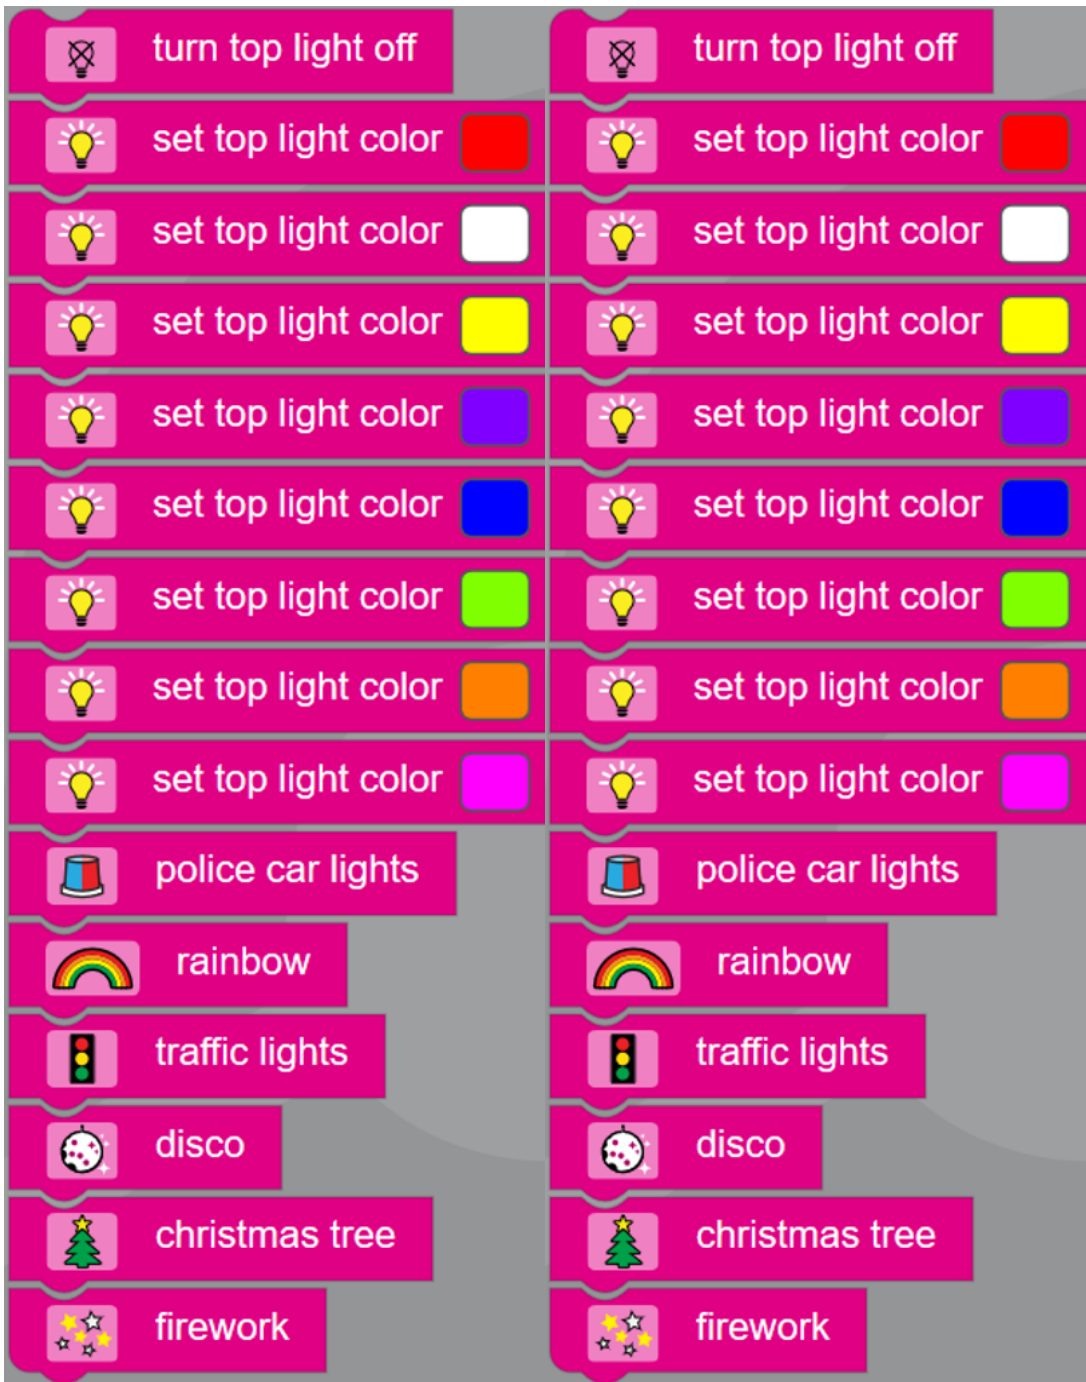 turn top light off
set top light color
set top light color
set top light color
set top light color
set top light color
set top light color
set top light color
set top light color
police car lights
rainbow
traffic lights
disco
christmas tree
firework
turn top light off
set top light color
set top light color
set top light color
set top light color
set top light color
set top light color
set top light color
set top light color
police car lights
rainbow
traffic lights
disco
christmas tree
firework